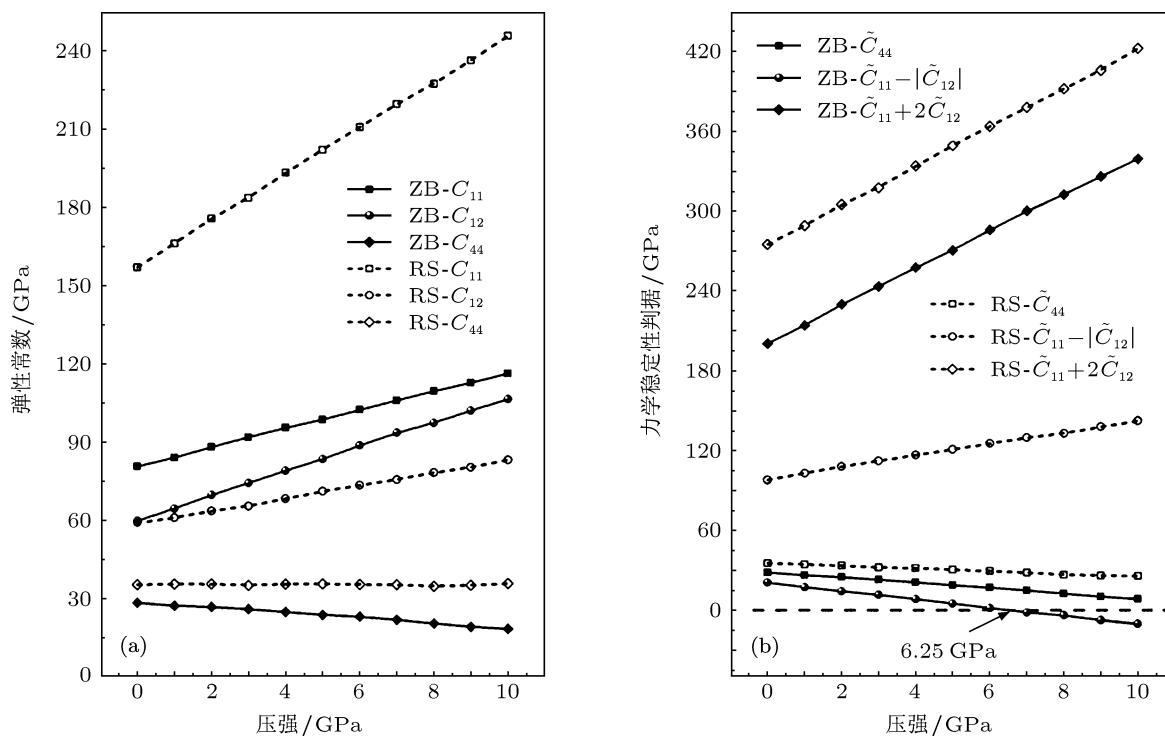 240
210
180
150
120
90
60
30
0
弹性常数/GPa
ZB-C₁₁
ZB-C₁₂
ZB-C₄₄
RS-C₁₁
RS-C₁₂
RS-C₄₄
(a)
0 2 4 6 8 10
压强/GPa
420
360
300
240
180
120
60
0
力学稳定性判据/GPa
ZB-C̃₄₄
ZB-C̃₁₁−|C̃₁₂|
ZB-C̃₁₁+2C̃₁₂
RS-C̃₄₄
RS-C̃₁₁−|C̃₁₂|
RS-C̃₁₁+2C̃₁₂
6.25 GPa
(b)
0 2 4 6 8 10
压强/GPa